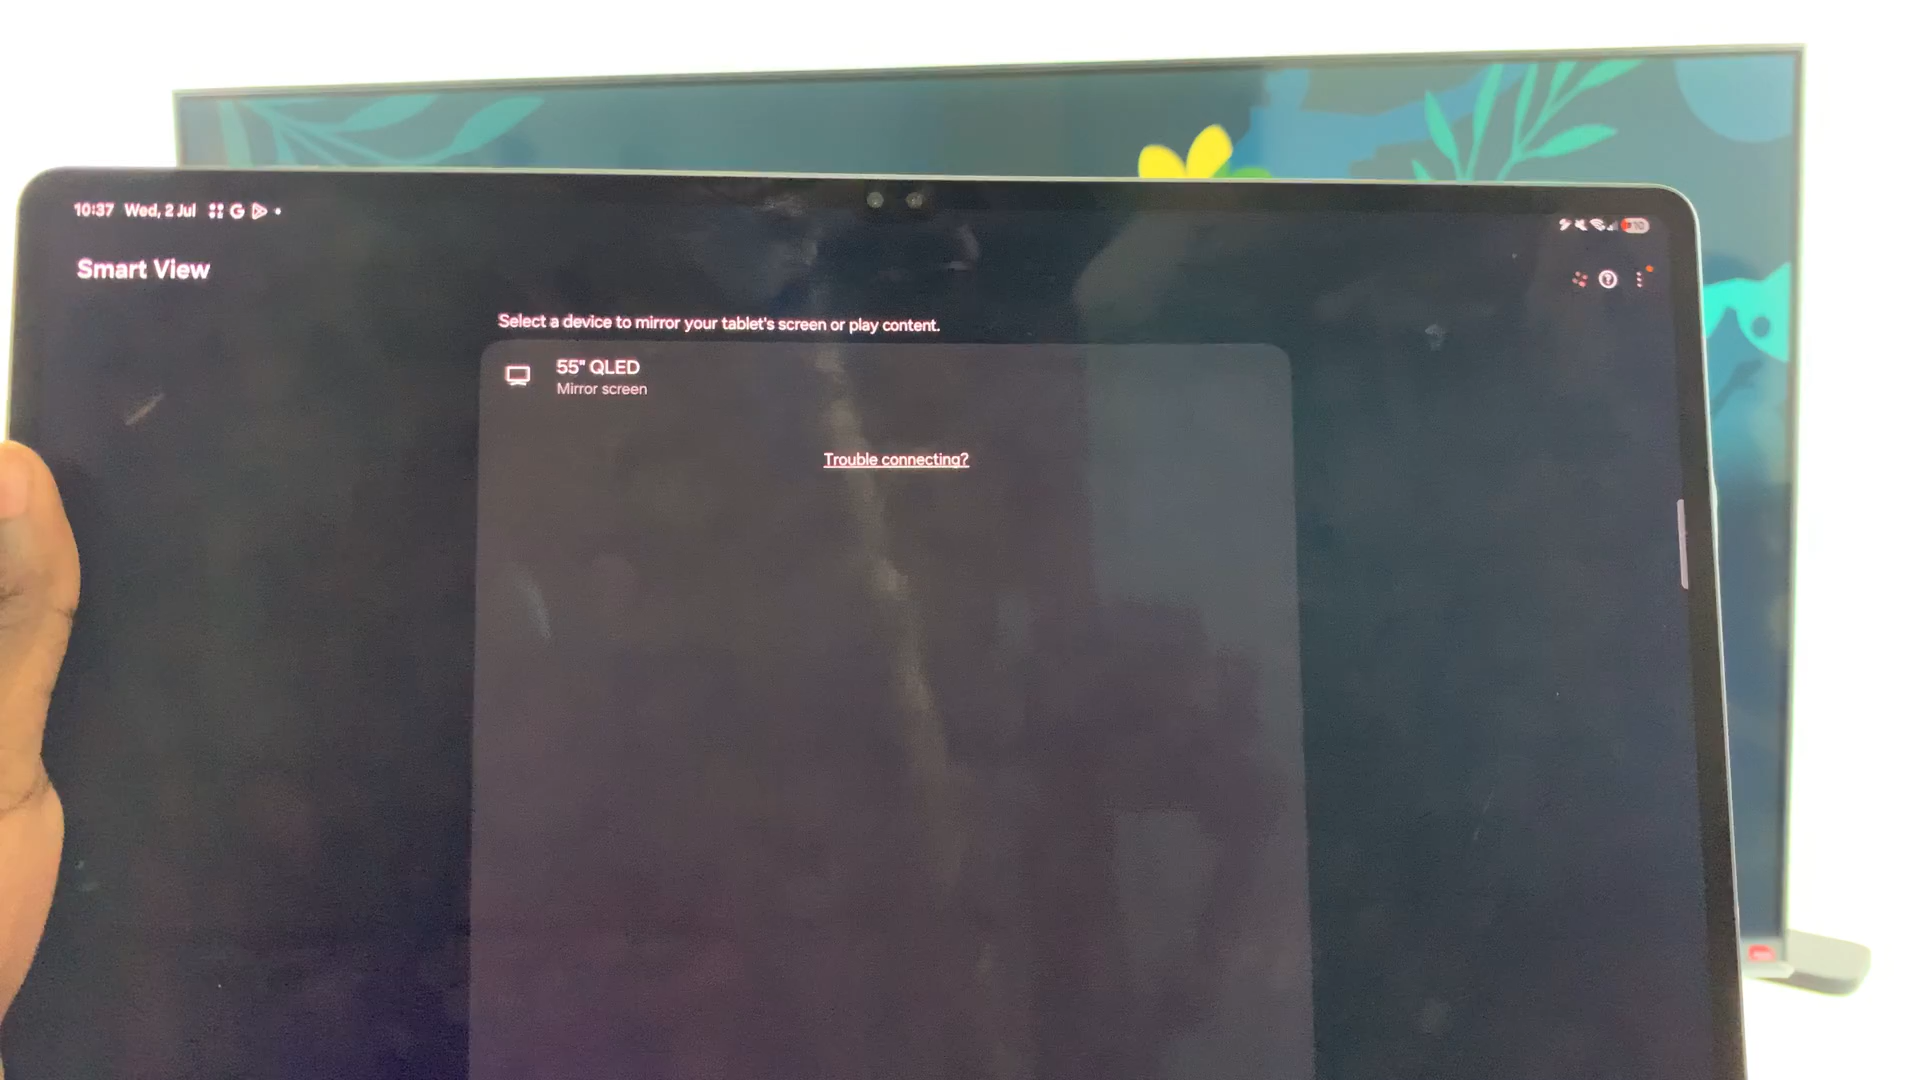 10:37 Wed, 2 Jul G
Smart View
Select a device to mirror your tablet's screen or play content.
55" QLED
Mirror screen
Trouble connecting?